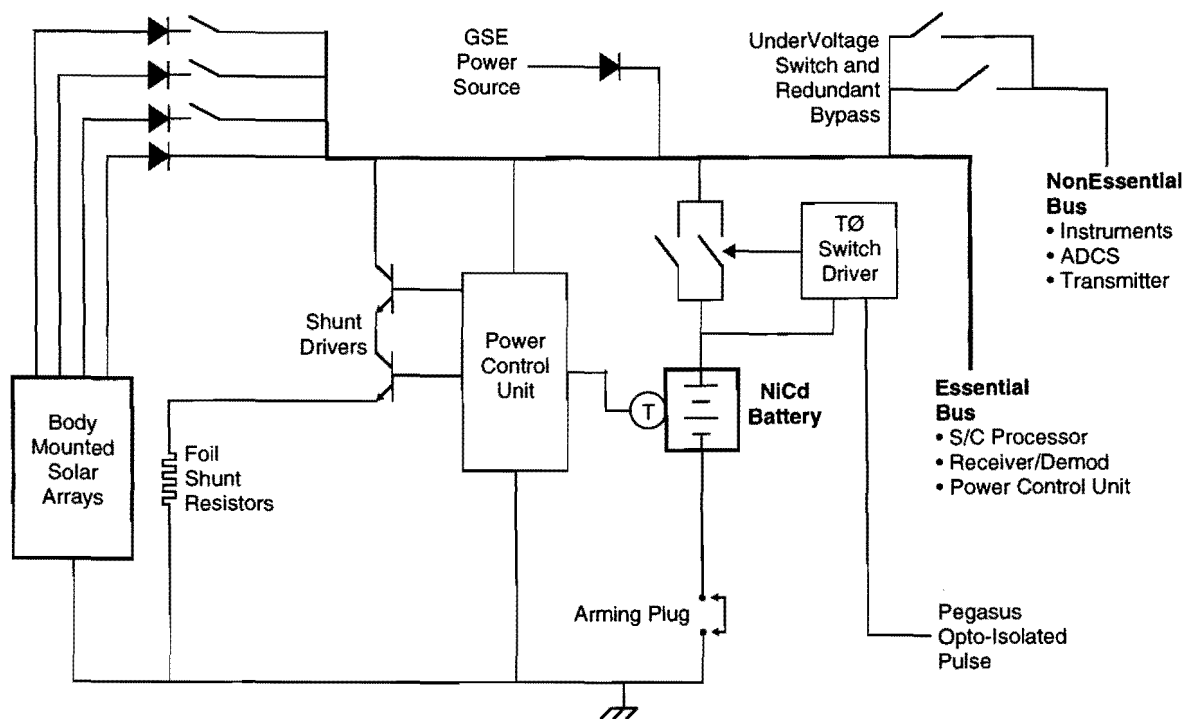 GSE
Power
Source
UnderVoltage
Switch and
Redundant
Bypass
NonEssential
Bus
• Instruments
• ADCS
• Transmitter
TØ
Switch
Driver
Shunt
Drivers
Power
Control
Unit
T
NiCd
Battery
Essential
Bus
• S/C Processor
• Receiver/Demod
• Power Control Unit
Body
Mounted
Solar
Arrays
Foil
Shunt
Resistors
Arming Plug
Pegasus
Opto-Isolated
Pulse